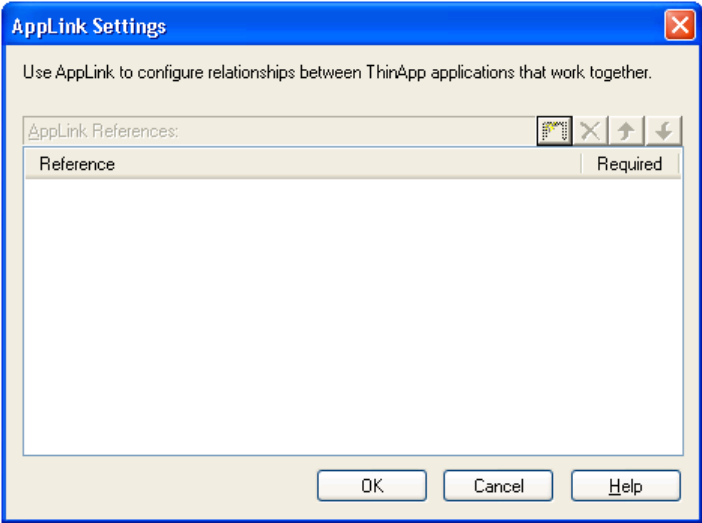 AppLink Settings
Use AppLink to configure relationships between ThinApp applications that work together.
AppLink References:
Reference Required
OK Cancel Help